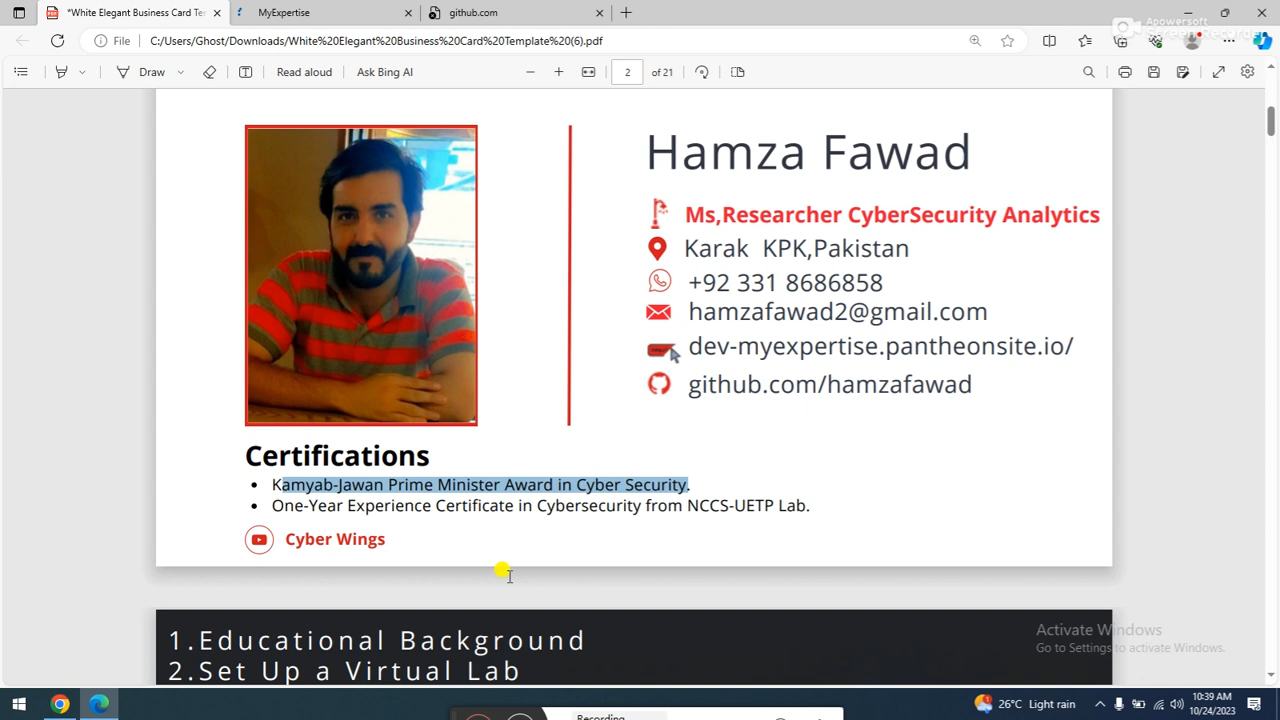 *White Elegant Business Card Te
MyExpertise
github.com
File
C:/Users/Ghost/Downloads/White%20Elegant%20Business%20Card%20Template%20(6).pdf
Apowersoft
Screen Recorder
Draw
Read aloud
Ask Bing AI
2
of 21
Hamza Fawad
Ms,Researcher CyberSecurity Analytics
Karak KPK,Pakistan
+92 331 8686858
hamzafawad2@gmail.com
dev-myexpertise.pantheonsite.io/
github.com/hamzafawad
Certifications
• Kamyab-Jawan Prime Minister Award in Cyber Security.
• One-Year Experience Certificate in Cybersecurity from NCCS-UETP Lab.
Cyber Wings
1.Educational Background
2.Set Up a Virtual Lab
Activate Windows
Go to Settings to activate Windows.
Recording
26°C Light rain
10:39 AM
10/24/2023